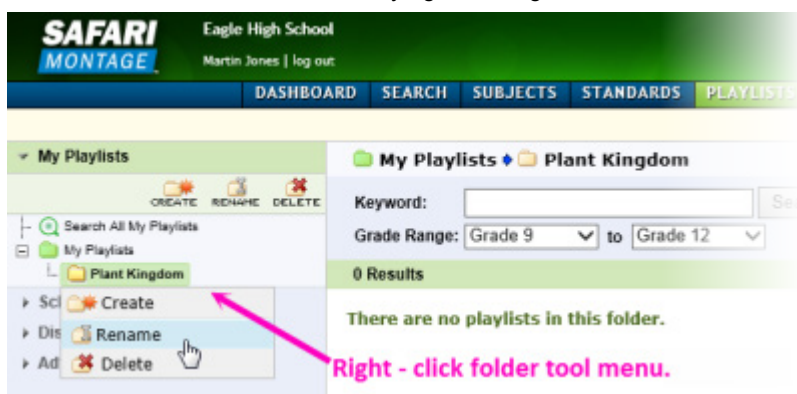 SAFARI
MONTAGE
Eagle High School
Martin Jones | log out
DASHBOARD SEARCH SUBJECTS STANDARDS PLAYLISTS
My Playlists
CREATE RENAME DELETE
Search All My Playlists
My Playlists
Plant Kingdom
Create
Rename
Delete
My Playlists Plant Kingdom
Keyword:
Grade Range: Grade 9 to Grade 12
0 Results
There are no playlists in this folder.
Right - click folder tool menu.